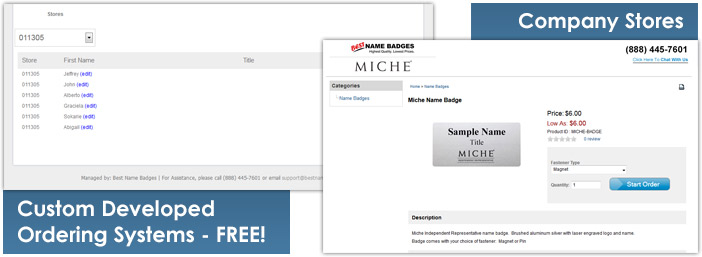 Stores
011305
Store First Name Title
011305 Jeffrey (edit)
011305 John (edit)
011305 Alberto (edit)
011305 Graciela (edit)
011305 Sokane (edit)
011305 Abigail (edit)
Managed by: Best Name Badges | For Assistance, please call (888) 445-7601 or email support@bestnam
Custom Developed
Ordering Systems - FREE!
Company Stores
BEST NAME BADGES
Highest Quality. Lowest Prices.
MICHE
(888) 445-7601
Click Here To Chat With Us
Categories
Name Badges
Home » Name Badges
Miche Name Badge
Sample Name
Title
MICHE
Price: $6.00
Low As: $6.00
Product ID : MICHE-BADGE
0 review
Fastener Type
Magnet
Quantity: 1
Start Order
Description
Miche Independent Representative name badge. Brushed aluminum silver with laser engraved logo and name.
Badge comes with your choice of fastener. Magnet or Pin